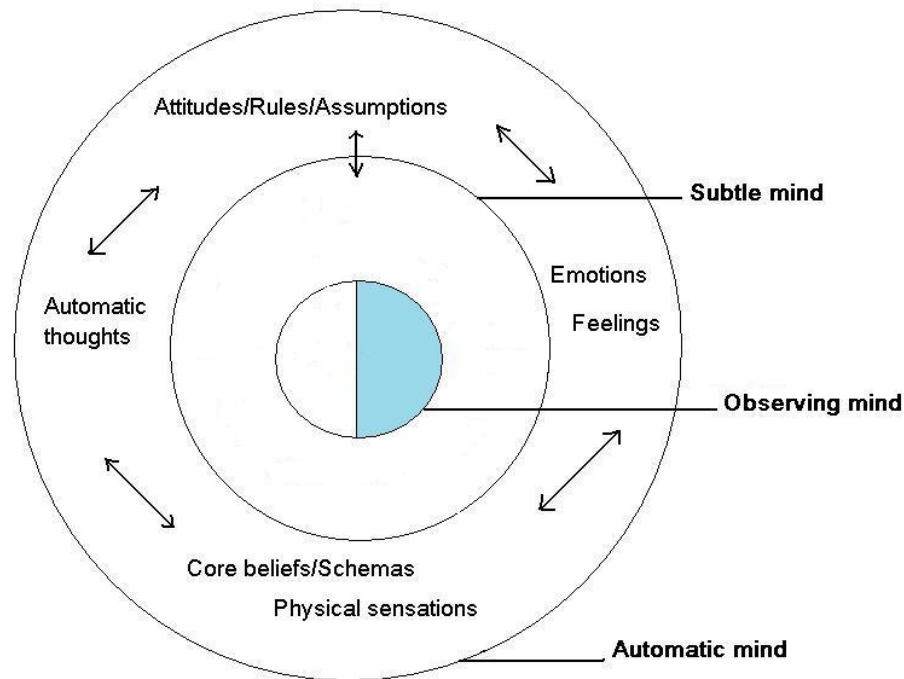 Attitudes/Rules/Assumptions
Subtle mind
Emotions
Feelings
Automatic
thoughts
Observing mind
Core beliefs/Schemas
Physical sensations
Automatic mind